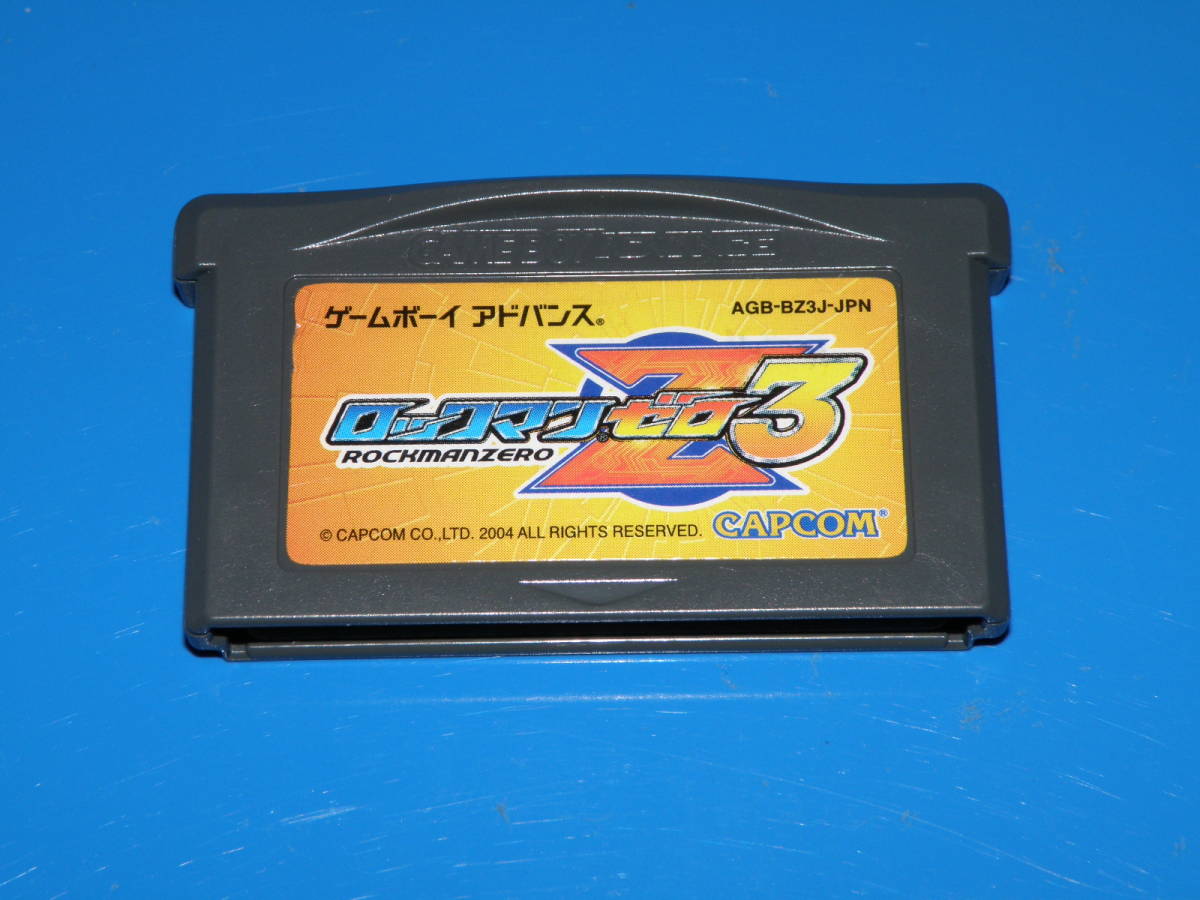 GAME BOY ADVANCE
ゲームボーイ アドバンス®
AGB-BZ3J-JPN
Z
ロックマン®ゼロ3
ROCKMANZERO
© CAPCOM CO.,LTD. 2004 ALL RIGHTS RESERVED.
CAPCOM®